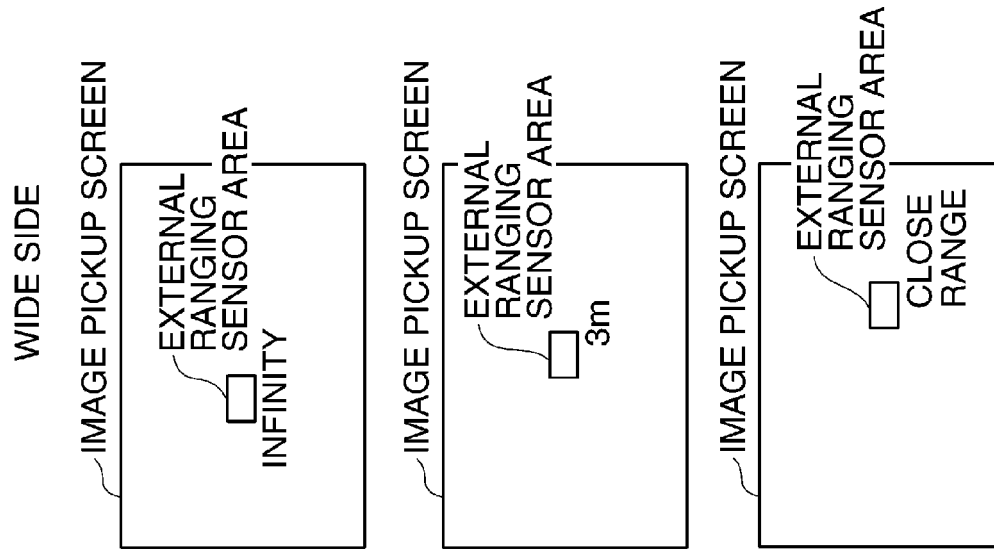 WIDE SIDE
IMAGE PICKUP SCREEN
EXTERNAL
RANGING
SENSOR AREA
INFINITY
IMAGE PICKUP SCREEN
EXTERNAL
RANGING
SENSOR AREA
3m
IMAGE PICKUP SCREEN
EXTERNAL
RANGING
SENSOR AREA
CLOSE
RANGE